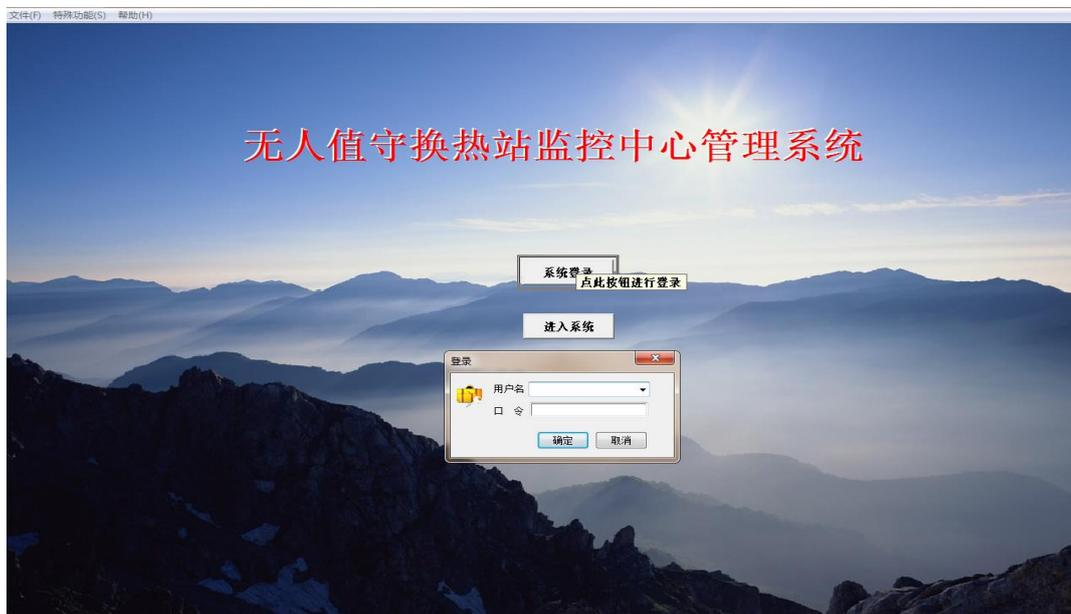 文件(F) 特殊功能(S) 帮助(H)
无人值守换热站监控中心管理系统
系统登录
点此按钮进行登录
进入系统
登录
用户名
口 令
确定 取消